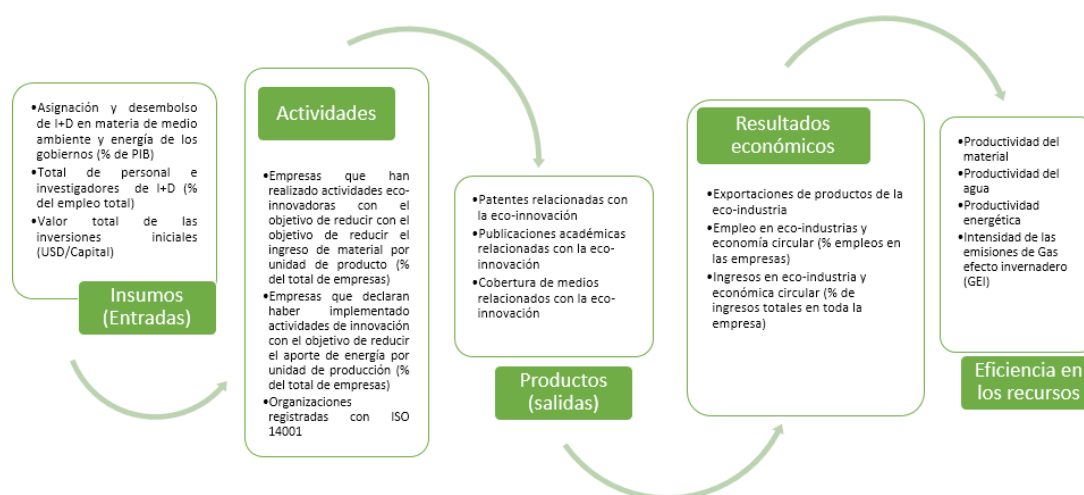 •Asignación y desembolso
de I+D en materia de medio
ambiente y energía de los
gobiernos (% de PIB)
•Total de personal e
investigadores de I+D (%
del empleo total)
•Valor total de las
inversiones iniciales
(USD/Capital)
Insumos
(Entradas)
Actividades
•Empresas que han
realizado actividades eco-
innovadoras con el
objetivo de reducir con el
objetivo de reducir el
ingreso de material por
unidad de producto (%
del total de empresas)
•Empresas que declaran
haber implementado
actividades de innovación
con el objetivo de reducir
el aporte de energía por
unidad de producción (%
del total de empresas)
•Organizaciones
registradas con ISO
14001
•Patentes relacionadas con
la eco-innovación
•Publicaciones académicas
relacionadas con la eco-
innovación
•Cobertura de medios
relacionados con la eco-
innovación
Productos
(salidas)
Resultados
económicos
•Exportaciones de productos de la
eco-industria
•Empleo en eco-industrias y
economía circular (% empleos en
las empresas)
•Ingresos en eco-industria y
económica circular (% de
ingresos totales en toda la
empresa)
•Productividad del
material
•Productividad del
agua
•Productividad
energética
•Intensidad de las
emisiones de Gas
efecto invernadero
(GEI)
Eficiencia en
los recursos